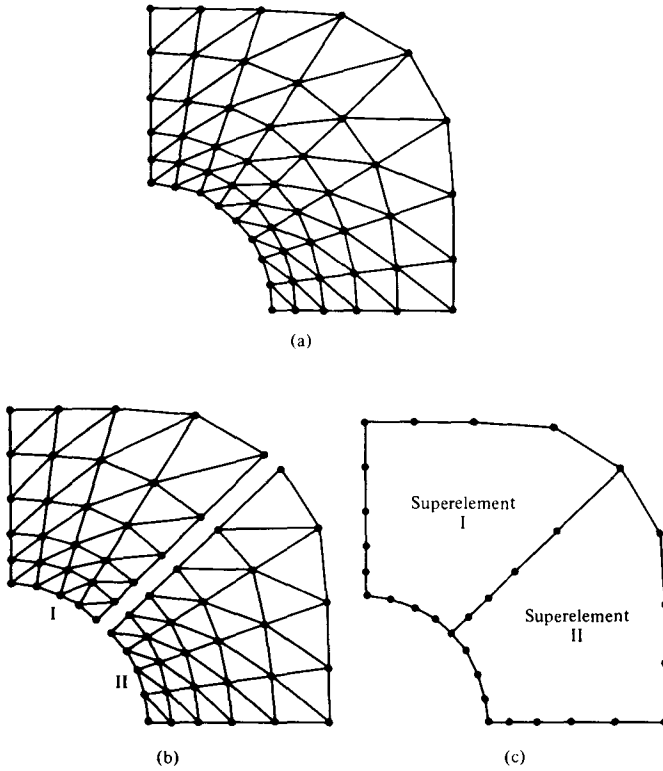 (a)
I
II
(b)
Superelement
I
Superelement
II
(c)